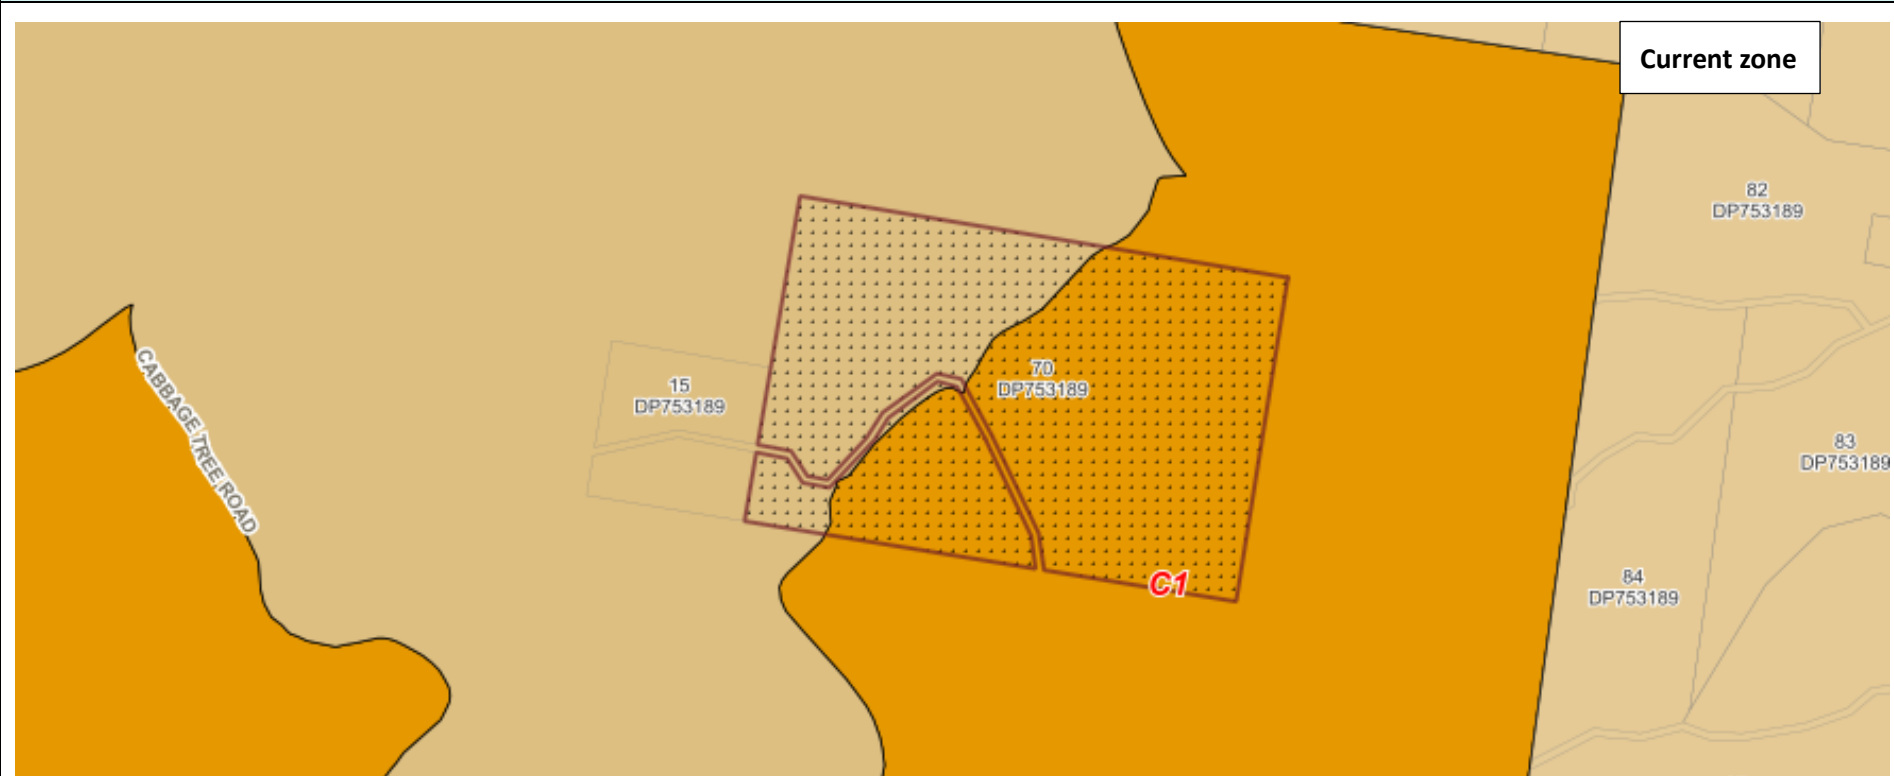 Current zone
82
DP753189
CABBAGE TREE ROAD
15
DP753189
70
DP753189
83
DP753189
84
DP753189
C1